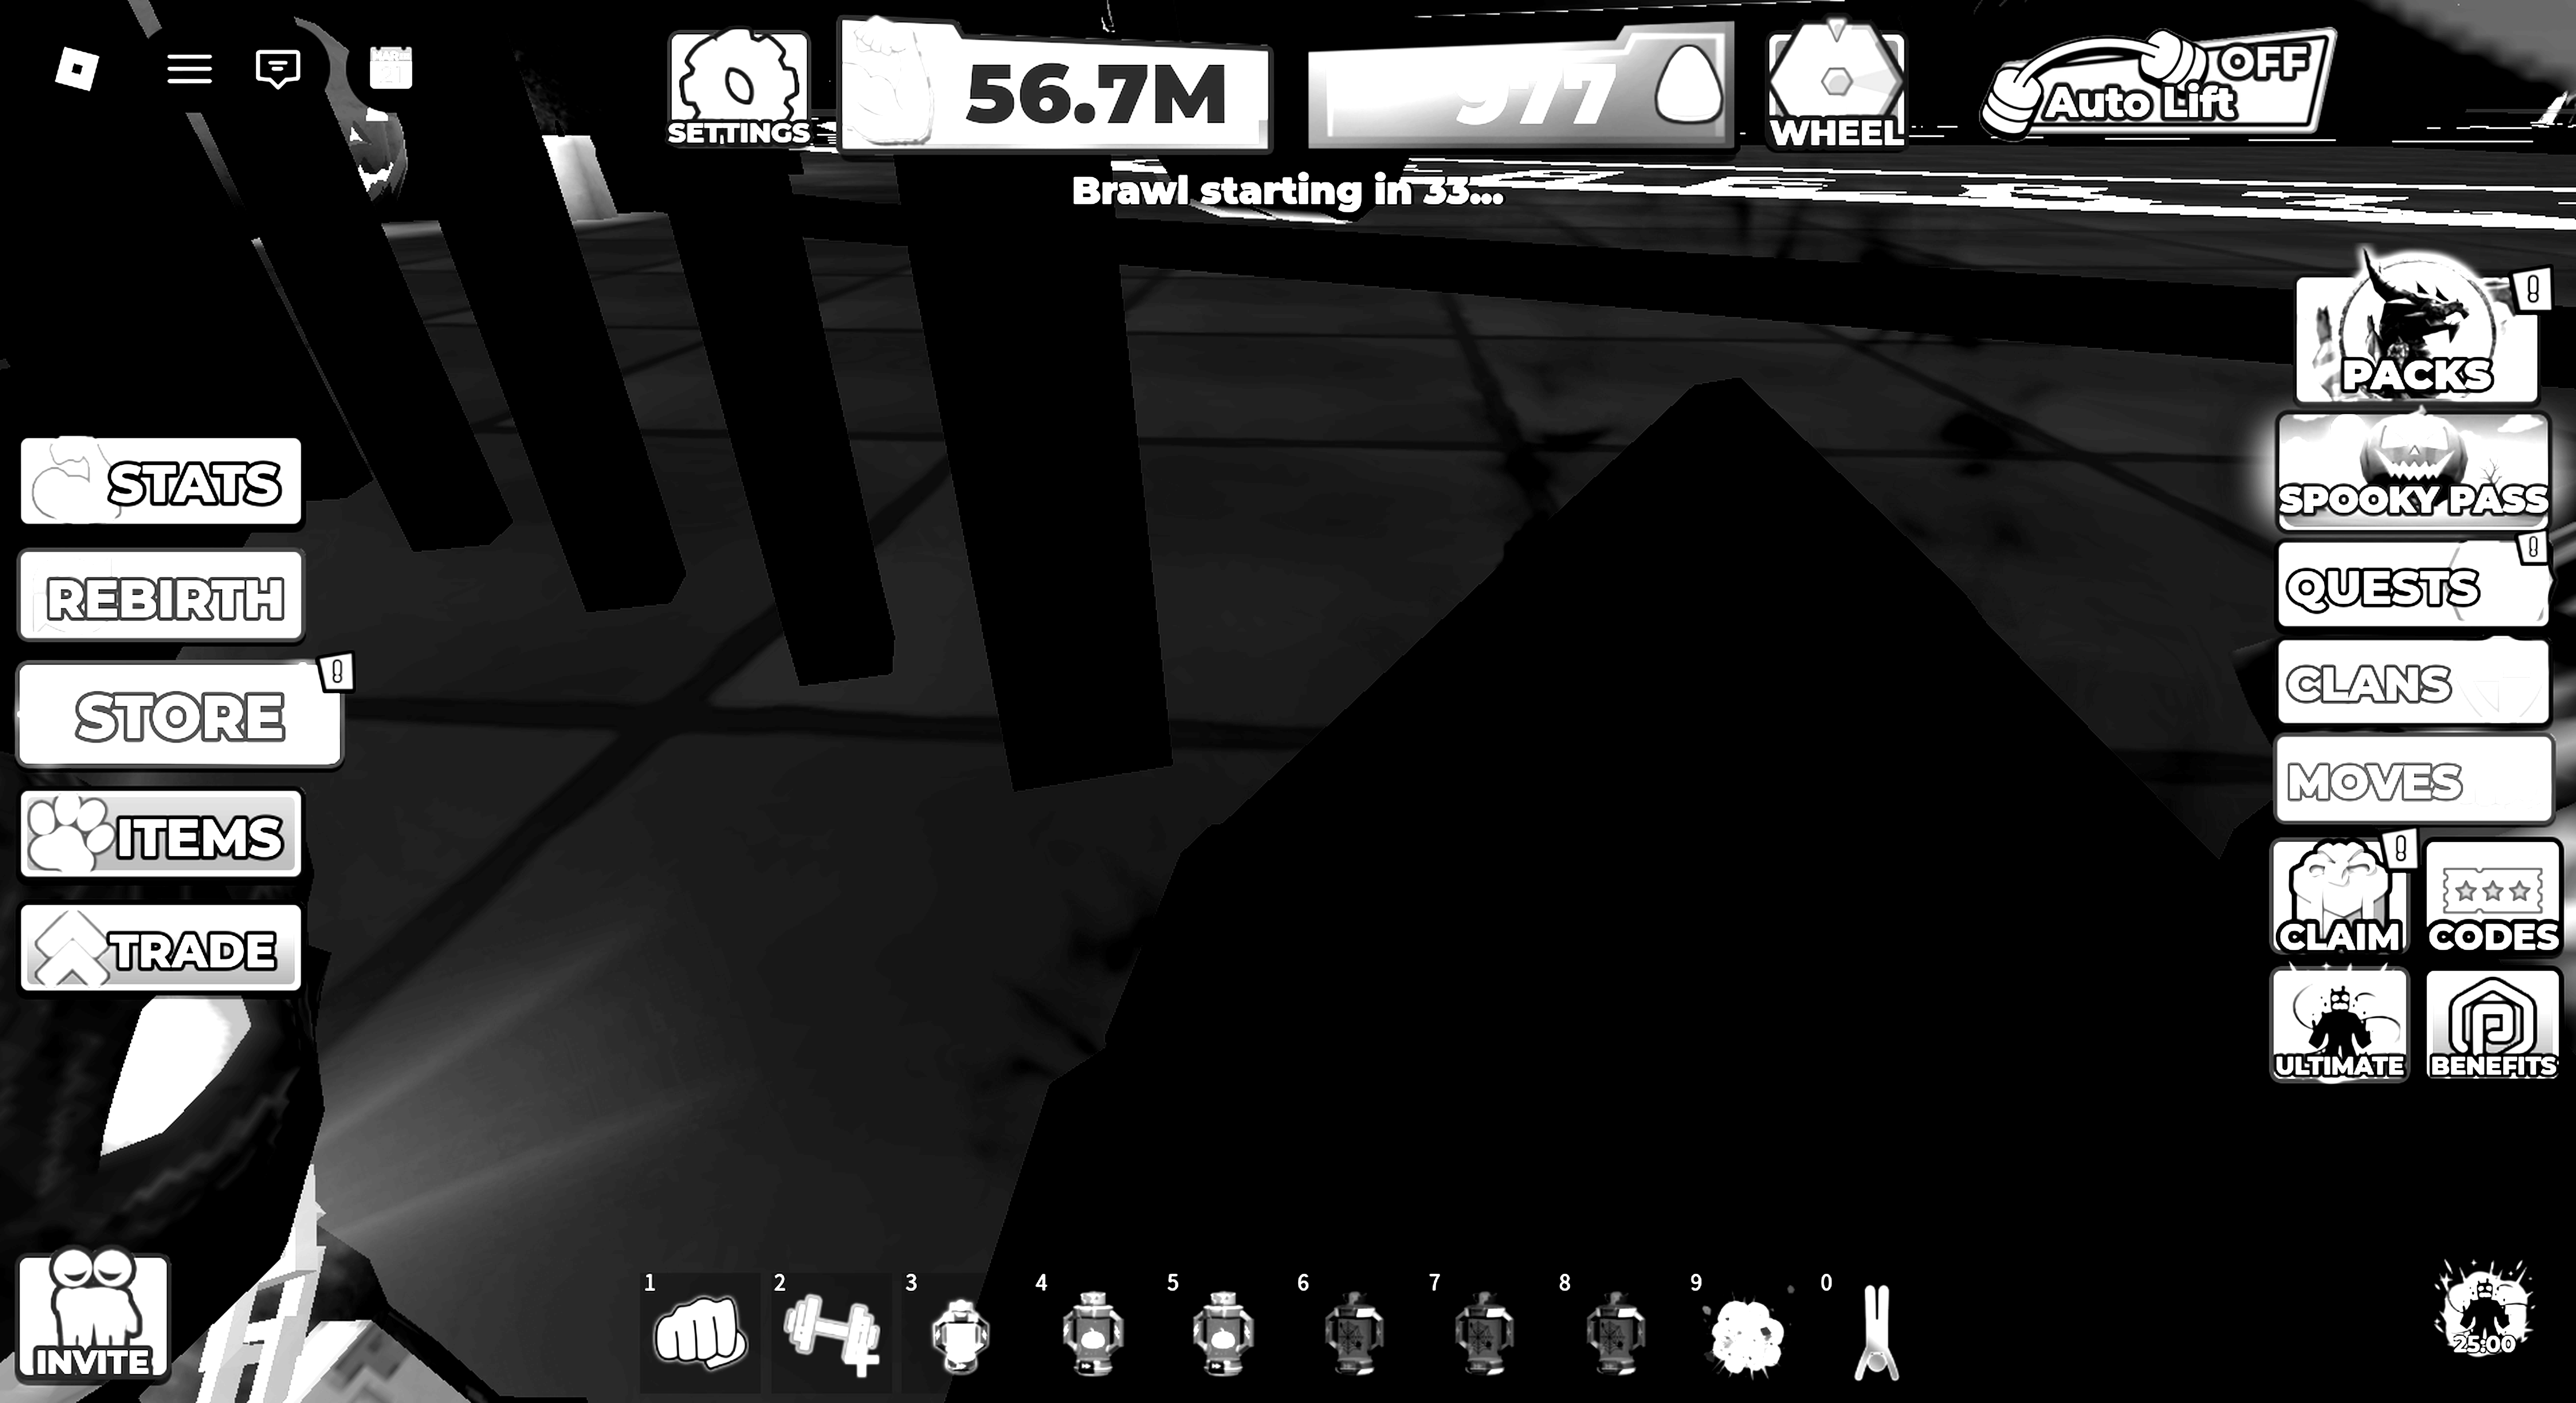 SETTINGS
56.7M
977
WHEEL
OFF
Auto Lift
Brawl starting in 33...
PACKS
SPOOKY PASS
QUESTS
CLANS
MOVES
CLAIM
CODES
ULTIMATE
BENEFITS
STATS
REBIRTH
STORE
ITEMS
TRADE
INVITE
1
2
3
4
5
6
7
8
9
0
25:00